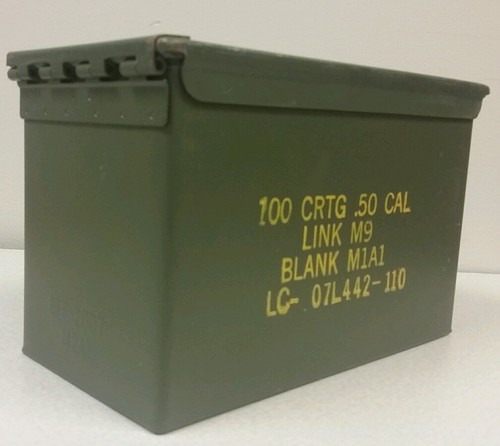 100 CRTG .50 CAL
LINK M9
BLANK M1A1
LC- 07L442-110